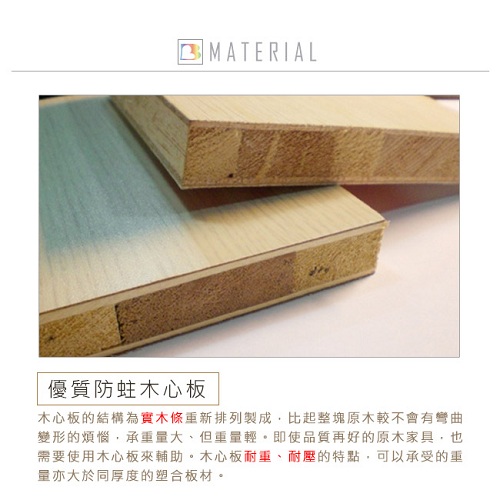 MATERIAL
優質防蛀木心板
木心板的結構為實木條重新排列製成，比起整塊原木較不會有彎曲
變形的煩惱，承重量大、但重量輕。即使品質再好的原木家具，也
需要使用木心板來輔助。木心板耐重、耐壓的特點，可以承受的重
量亦大於同厚度的塑合板材。